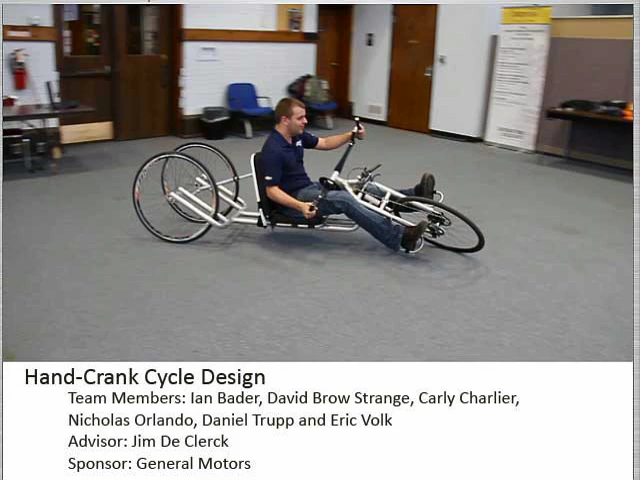 Hand-Crank Cycle Design
Team Members: Ian Bader, David Brow Strange, Carly Charlier,
Nicholas Orlando, Daniel Trupp and Eric Volk
Advisor: Jim De Clerck
Sponsor: General Motors